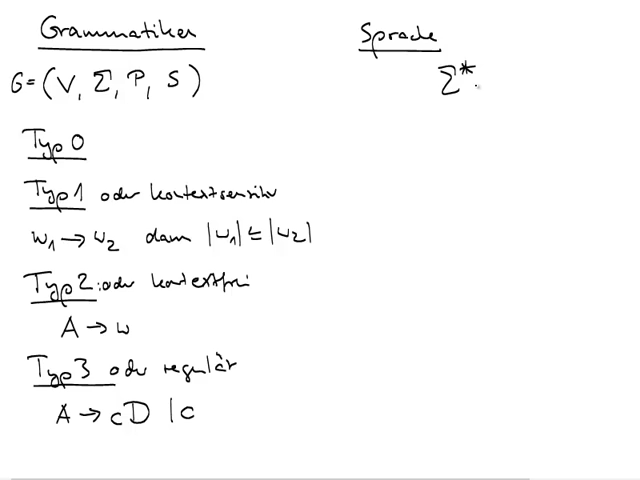 Grammatiken
G=(V, Σ, P, S)
Typ 0
Typ 1 oder kontextsensitiv
w₁ → w₂ dann |w₁| ≤ |w₂|
Typ 2: oder kontextfrei
A → w
Typ 3 oder regulär
A → cD | c
Sprache
Σ*